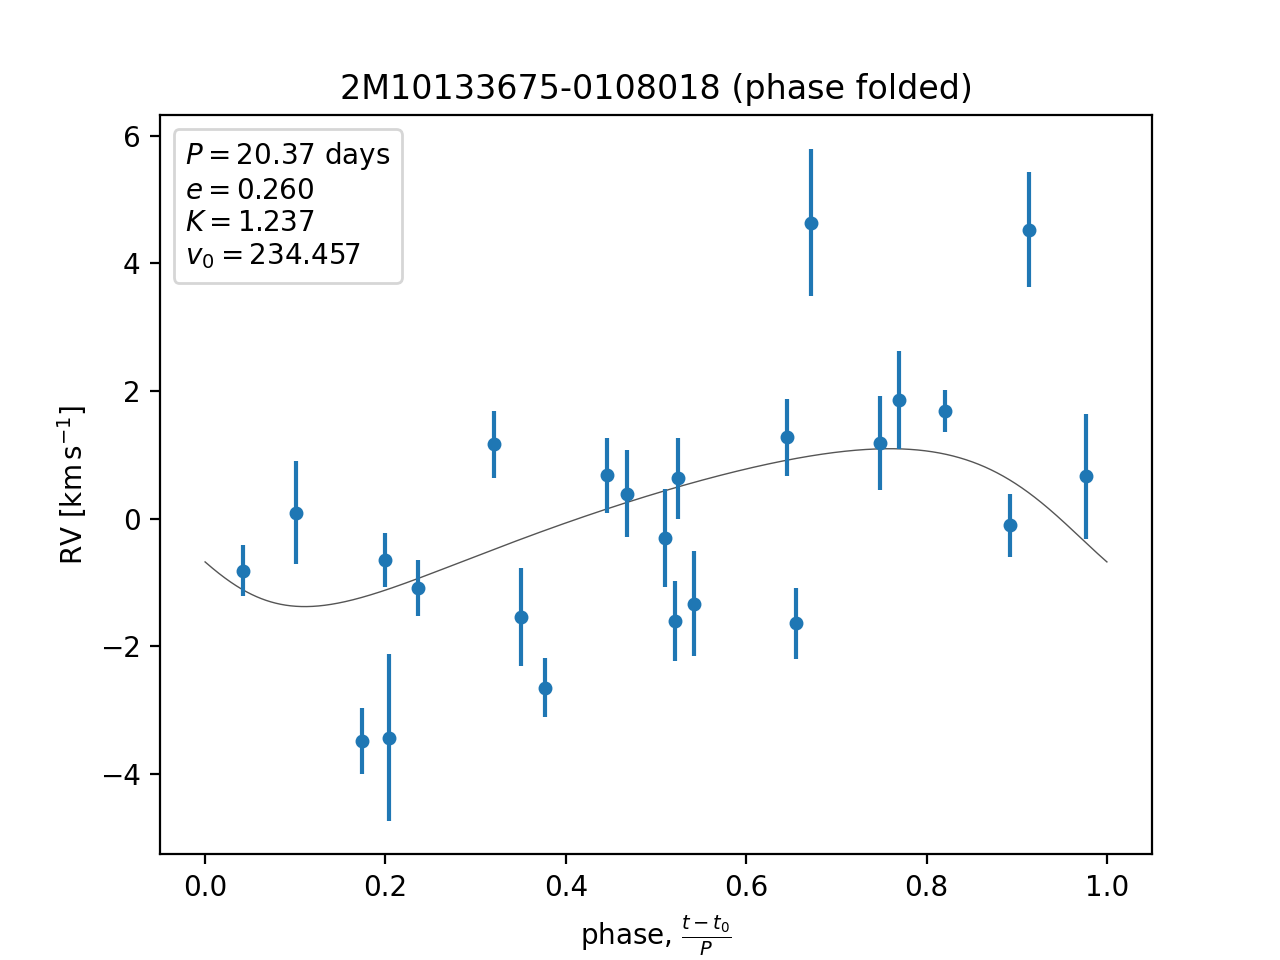 2M10133675-0108018 (phase folded)
P = 20.37 days
e = 0.260
K = 1.237
v₀ = 234.457
6
4
2
0
−2
−4
RV [km s⁻¹]
0.0 0.2 0.4 0.6 0.8 1.0
phase, (t − t₀)/P